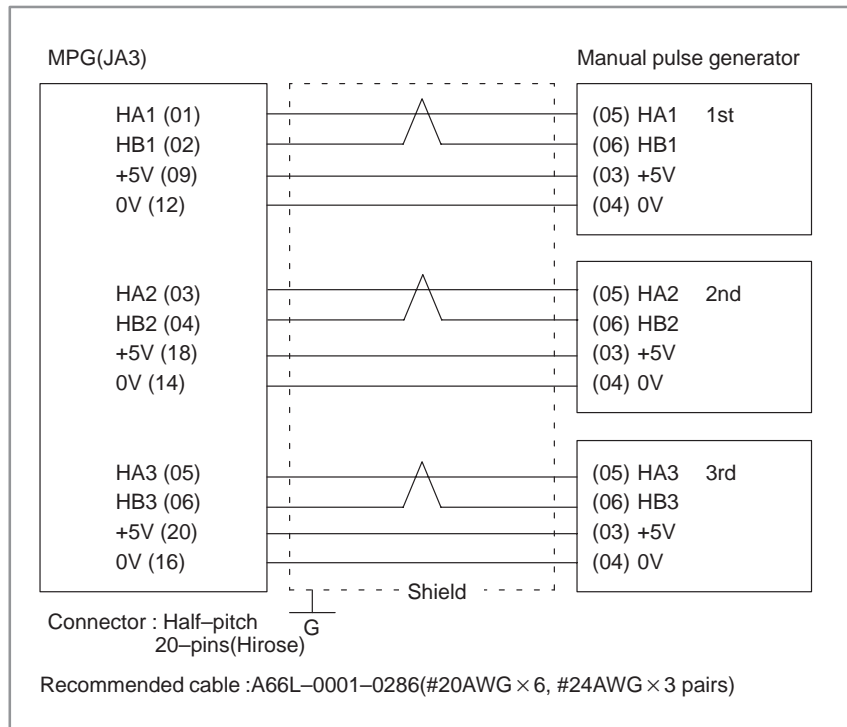 MPG(JA3) Manual pulse generator
HA1 (01) (05) HA1 1st
HB1 (02) (06) HB1
+5V (09) (03) +5V
0V (12) (04) 0V
HA2 (03) (05) HA2 2nd
HB2 (04) (06) HB2
+5V (18) (03) +5V
0V (14) (04) 0V
HA3 (05) (05) HA3 3rd
HB3 (06) (06) HB3
+5V (20) (03) +5V
0V (16) (04) 0V
Shield
G
Connector : Half–pitch
20–pins(Hirose)
Recommended cable :A66L–0001–0286(#20AWG × 6, #24AWG × 3 pairs)